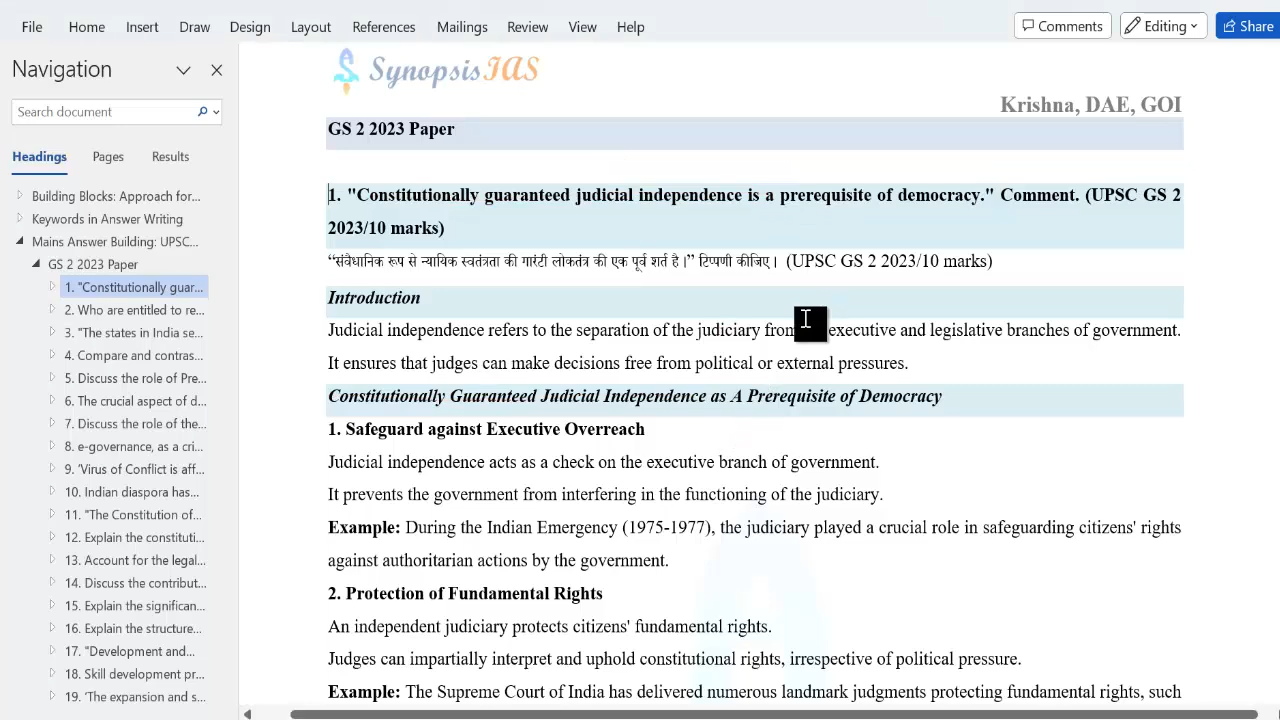 File Home Insert Draw Design Layout References Mailings Review View Help Comments Editing Share
Navigation
Search document
Headings Pages Results
Building Blocks: Approach for...
Keywords in Answer Writing
Mains Answer Building: UPSC...
GS 2 2023 Paper
1. "Constitutionally guar...
2. Who are entitled to re...
3. "The states in India se...
4. Compare and contras...
5. Discuss the role of Pre...
6. The crucial aspect of d...
7. Discuss the role of the...
8. e-governance, as a cri...
9. ‘Virus of Conflict is aff...
10. Indian diaspora has...
11. "The Constitution of...
12. Explain the constituti...
13. Account for the legal...
14. Discuss the contribut...
15. Explain the significan...
16. Explain the structure...
17. "Development and...
18. Skill development pr...
19. ‘The expansion and s...
SynopsisIAS
Krishna, DAE, GOI
GS 2 2023 Paper
1. "Constitutionally guaranteed judicial independence is a prerequisite of democracy." Comment. (UPSC GS 2
2023/10 marks)
“संवैधानिक रूप से न्यायिक स्वतंत्रता की गारंटी लोकतंत्र की एक पूर्व शर्त है।” टिप्पणी कीजिए। (UPSC GS 2 2023/10 marks)
Introduction
Judicial independence refers to the separation of the judiciary from executive and legislative branches of government.
It ensures that judges can make decisions free from political or external pressures.
Constitutionally Guaranteed Judicial Independence as A Prerequisite of Democracy
1. Safeguard against Executive Overreach
Judicial independence acts as a check on the executive branch of government.
It prevents the government from interfering in the functioning of the judiciary.
Example: During the Indian Emergency (1975-1977), the judiciary played a crucial role in safeguarding citizens' rights
against authoritarian actions by the government.
2. Protection of Fundamental Rights
An independent judiciary protects citizens' fundamental rights.
Judges can impartially interpret and uphold constitutional rights, irrespective of political pressure.
Example: The Supreme Court of India has delivered numerous landmark judgments protecting fundamental rights, such